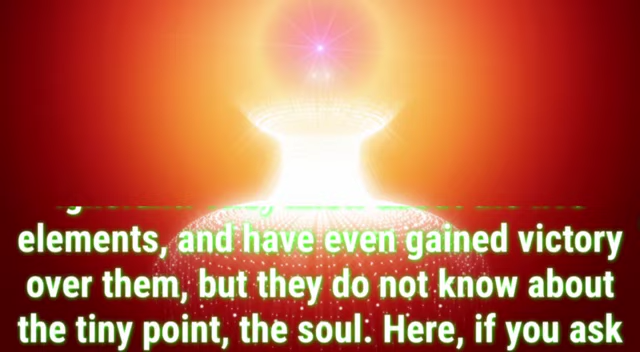 elements, and have even gained victory
over them, but they do not know about
the tiny point, the soul. Here, if you ask